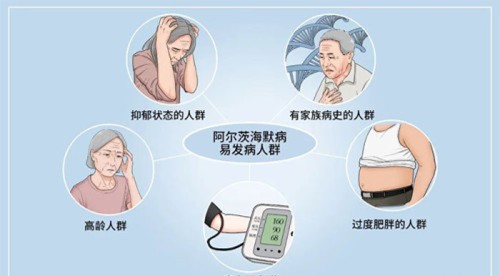 抑郁状态的人群
有家族病史的人群
阿尔茨海默病
易发病人群
高龄人群
160
90
68
过度肥胖的人群